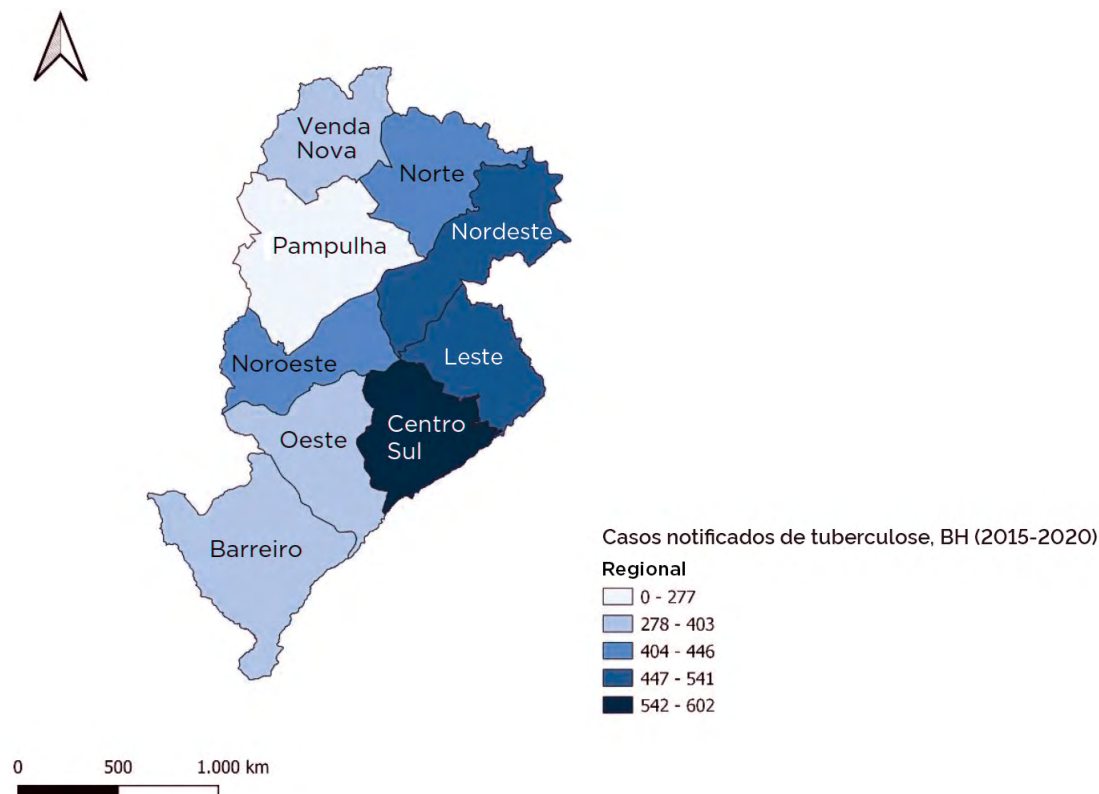 Venda
Nova
Norte
Nordeste
Pampulha
Leste
Noroeste
Centro
Sul
Oeste
Barreiro
Casos notificados de tuberculose, BH (2015-2020)
Regional
0 - 277
278 - 403
404 - 446
447 - 541
542 - 602
0 500 1.000 km